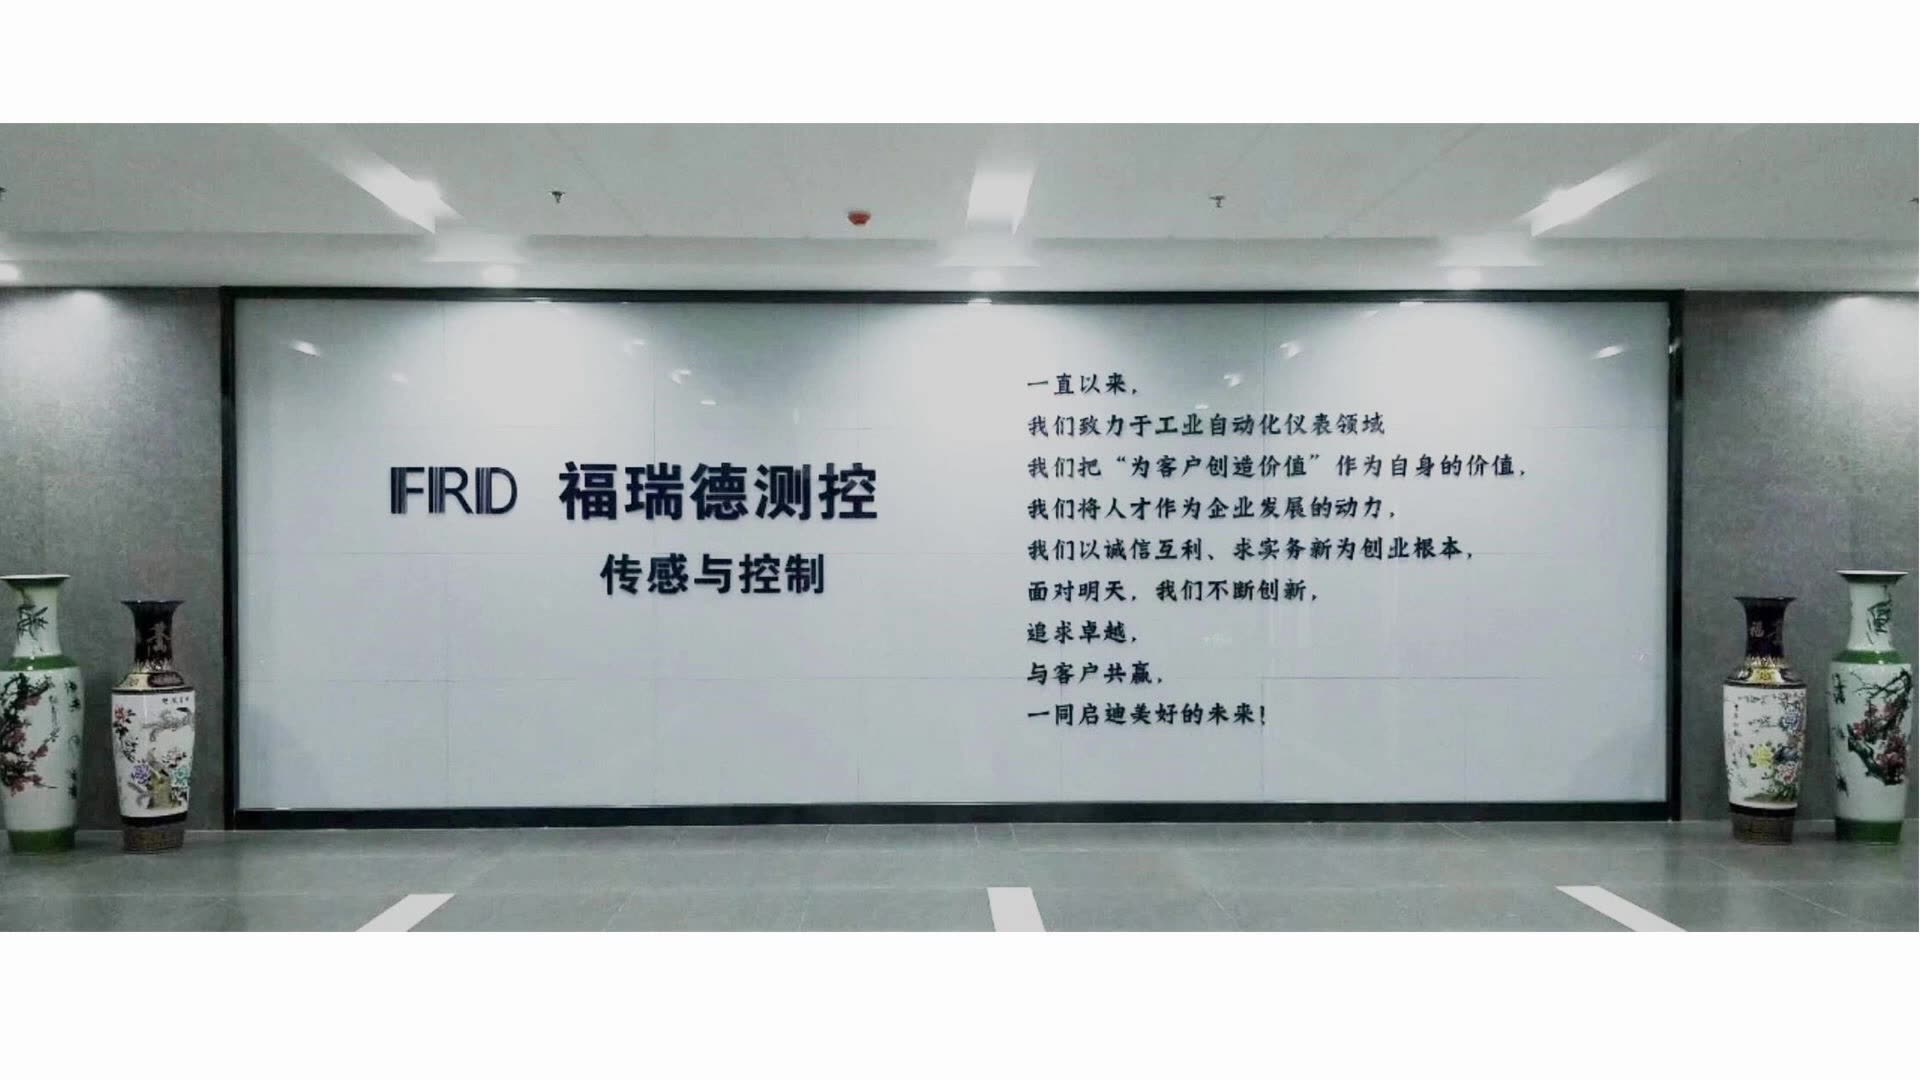 FRD 福瑞德测控
传感与控制
一直以来，
我们致力于工业自动化仪表领域
我们把“为客户创造价值”作为自身的价值，
我们将人才作为企业发展的动力，
我们以诚信互利、求实务新为创业根本，
面对明天，我们不断创新，
追求卓越，
与客户共赢，
一同启迪美好的未来！
福